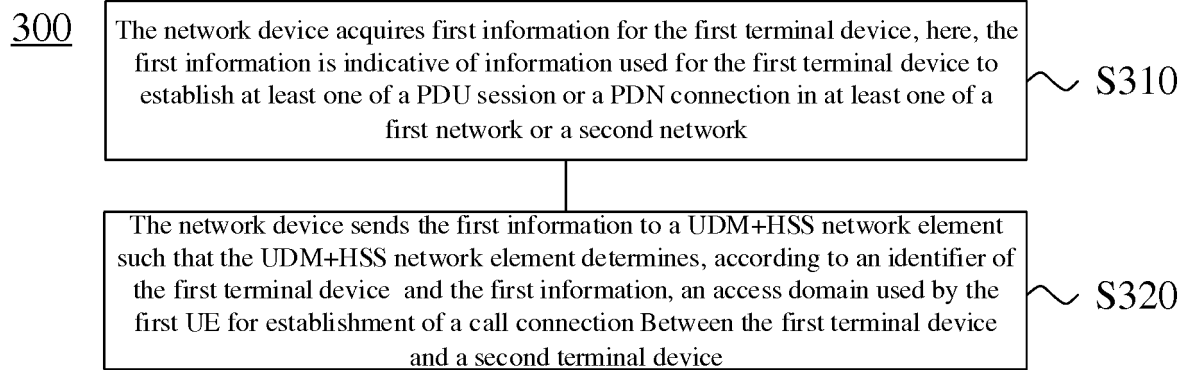 300
The network device acquires first information for the first terminal device, here, the
first information is indicative of information used for the first terminal device to
establish at least one of a PDU session or a PDN connection in at least one of a
first network or a second network
S310
The network device sends the first information to a UDM+HSS network element
such that the UDM+HSS network element determines, according to an identifier of
the first terminal device and the first information, an access domain used by the
first UE for establishment of a call connection Between the first terminal device
and a second terminal device
S320